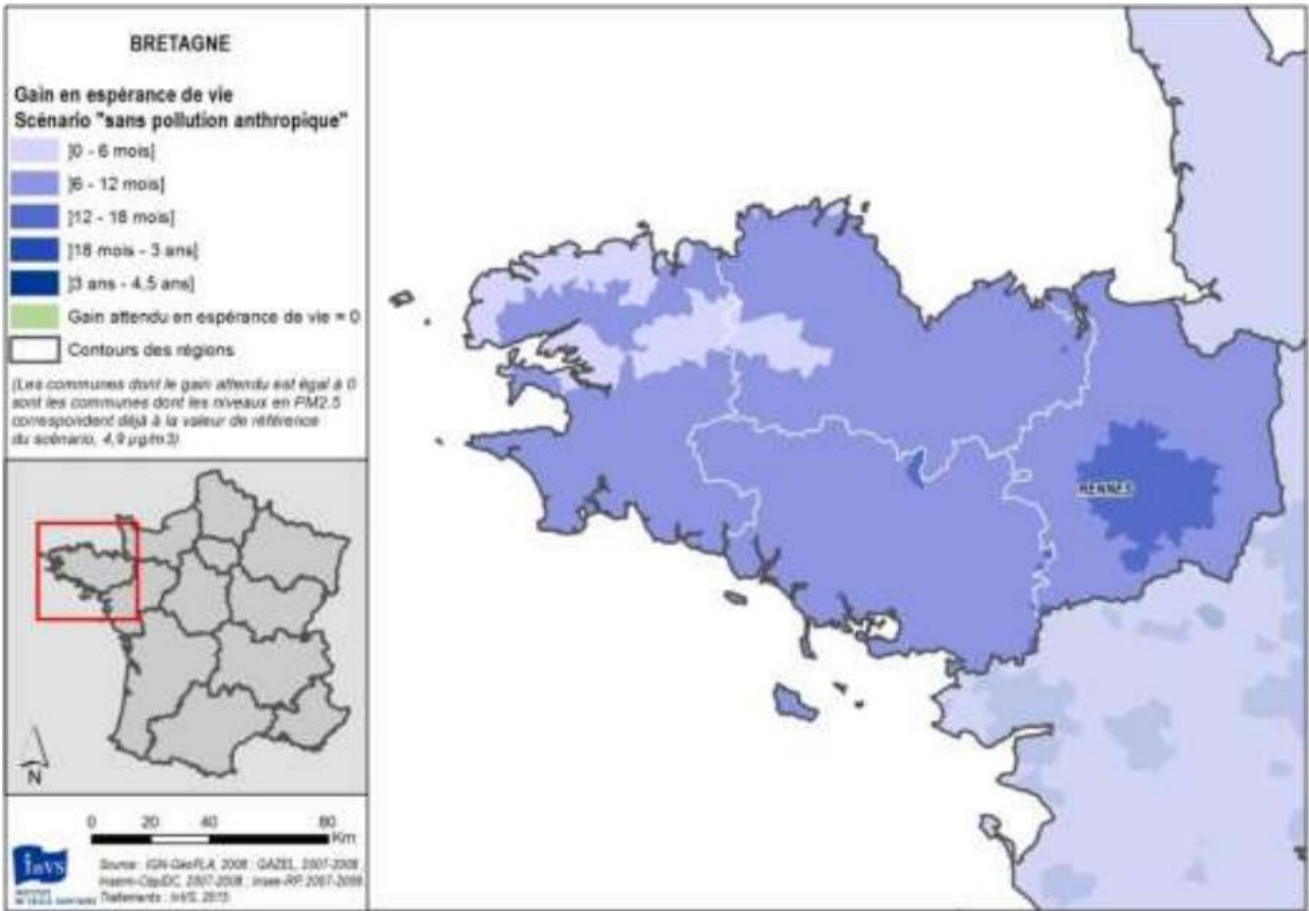 BRETAGNE
Gain en espérance de vie
Scénario "sans pollution anthropique"
]0 - 6 mois]
]6 - 12 mois]
]12 - 18 mois]
]18 mois - 3 ans]
]3 ans - 4,5 ans]
Gain attendu en espérance de vie = 0
Contours des régions
(Les communes dont le gain attendu est égal à 0
sont les communes dont les niveaux en PM2.5
correspondent déjà à la valeur de référence
du scénario, 4,9 µg/m3)
RENNES
N
0 20 40 80
Km
InVS
INSTITUT
DE VEILLE SANITAIRE
Source : IGN-GéoFLA, 2008 ; GAZEL, 2007-2008
Inserm-CépiDC, 2007-2008 ; Insee-RP, 2007-2008
Traitements : InVS, 2015